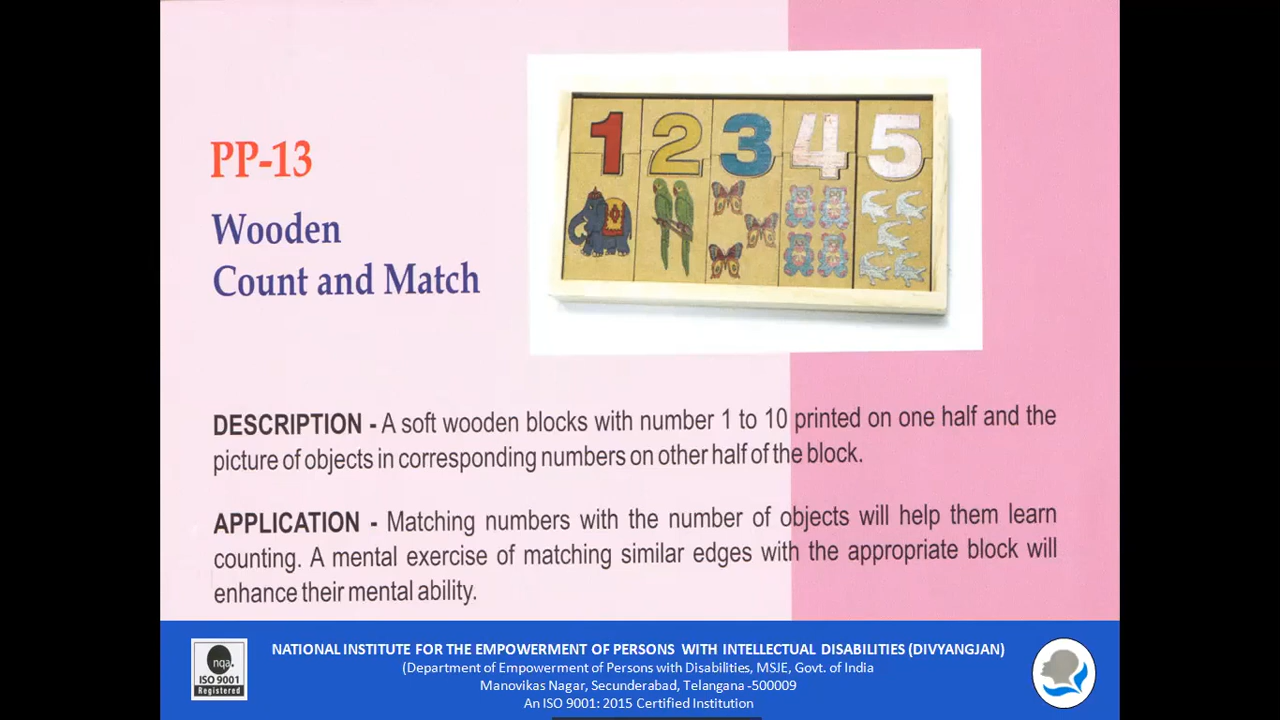 PP-13
Wooden
Count and Match
1 2 3 4 5
DESCRIPTION - A soft wooden blocks with number 1 to 10 printed on one half and the
picture of objects in corresponding numbers on other half of the block.
APPLICATION - Matching numbers with the number of objects will help them learn
counting. A mental exercise of matching similar edges with the appropriate block will
enhance their mental ability.
nqa.
ISO 9001
Registered
NATIONAL INSTITUTE FOR THE EMPOWERMENT OF PERSONS WITH INTELLECTUAL DISABILITIES (DIVYANGJAN)
(Department of Empowerment of Persons with Disabilities, MSJE, Govt. of India
Manovikas Nagar, Secunderabad, Telangana -500009
An ISO 9001: 2015 Certified Institution